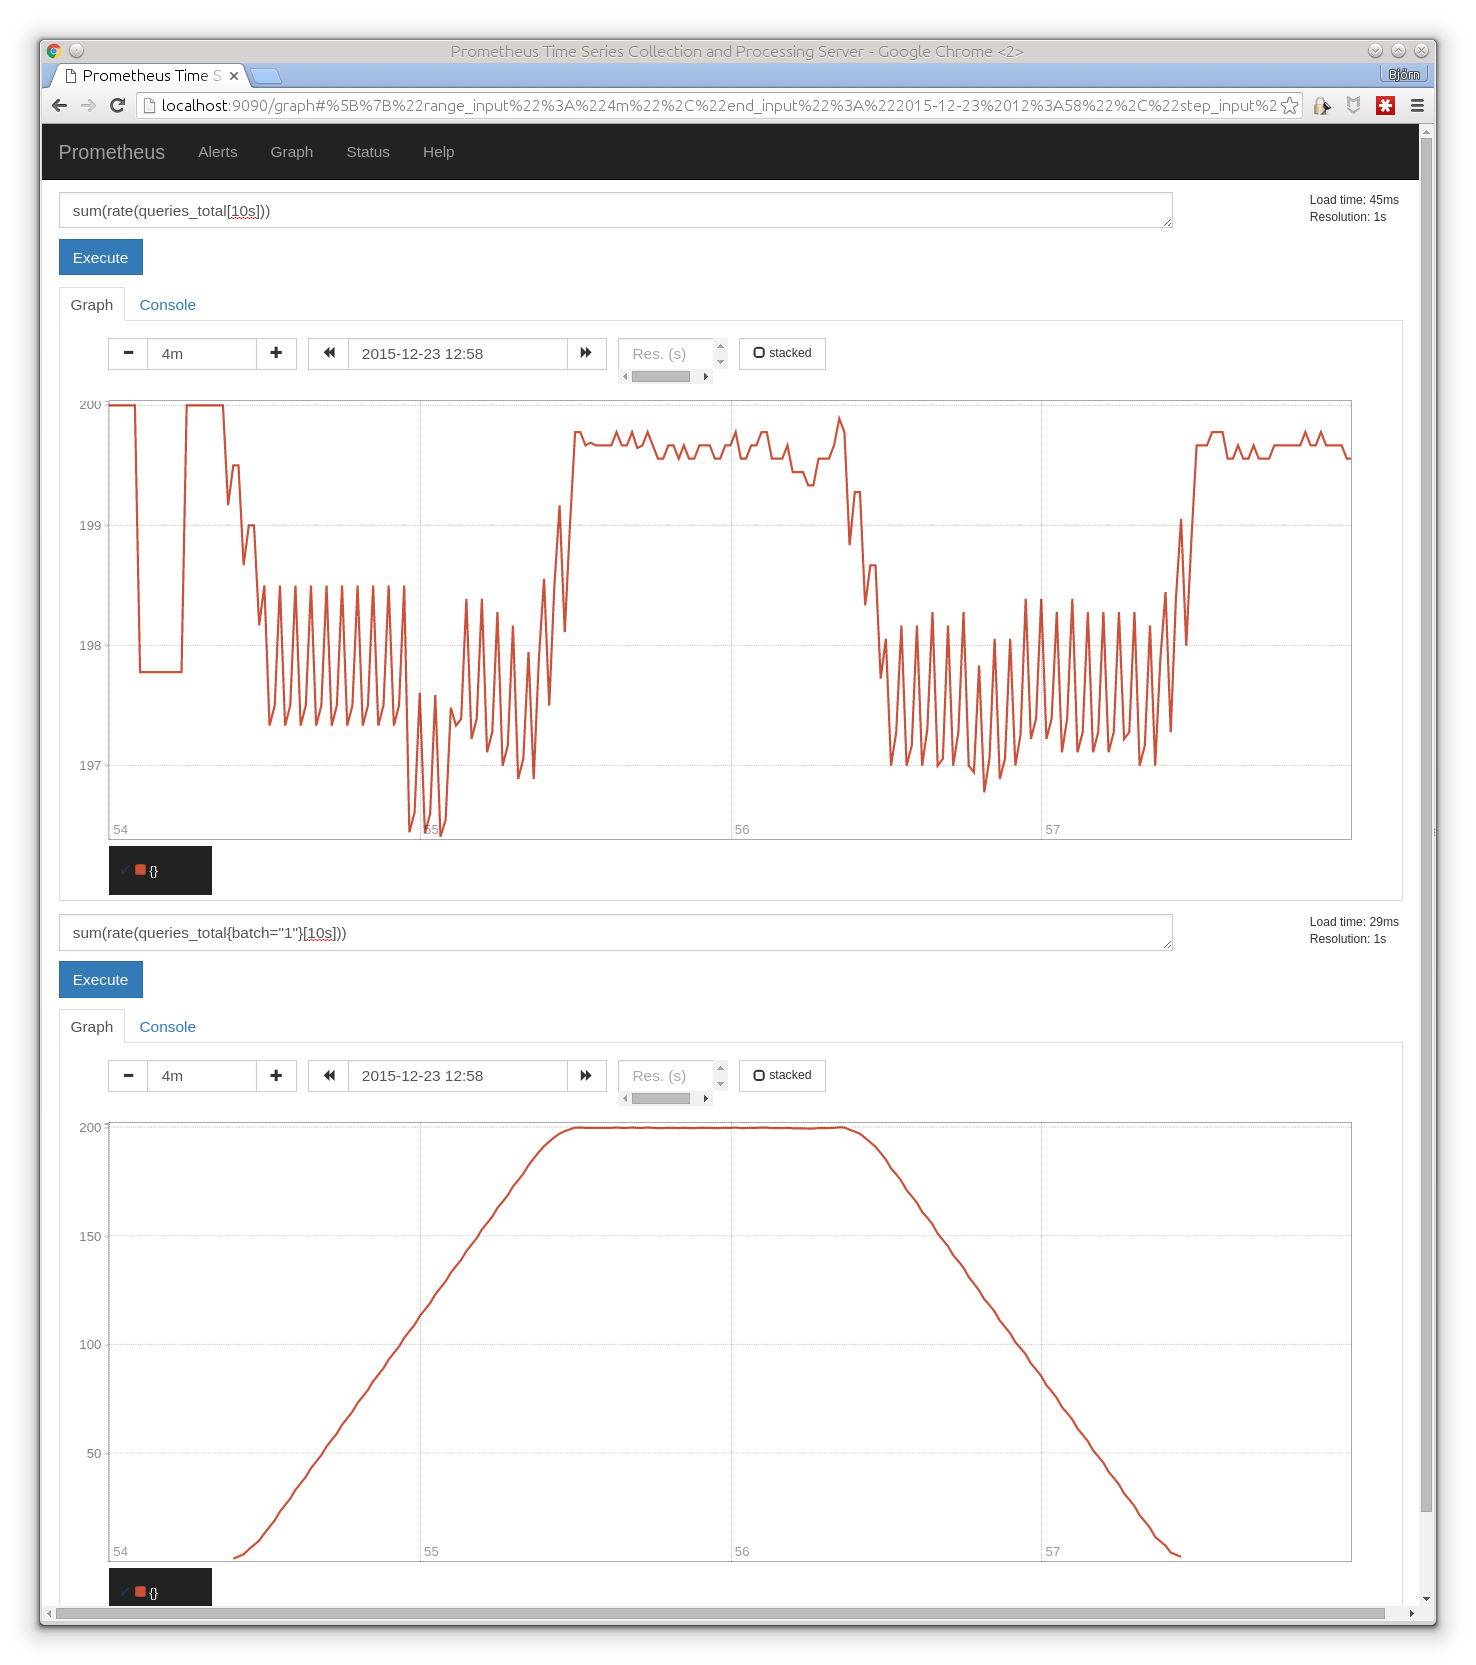 Prometheus Time Series Collection and Processing Server - Google Chrome <2>
Prometheus Time S
Björn
localhost:9090/graph#%5B%7B%22range_input%22%3A%224m%22%2C%22end_input%22%3A%222015-12-23%2012%3A58%22%2C%22step_input%2
Prometheus Alerts Graph Status Help
sum(rate(queries_total[10s]))
Load time: 45ms
Resolution: 1s
Execute
Graph Console
4m 2015-12-23 12:58 Res. (s) stacked
200
199
198
197
54 55 56 57
{}
sum(rate(queries_total{batch="1"}[10s]))
Load time: 29ms
Resolution: 1s
Execute
Graph Console
4m 2015-12-23 12:58 Res. (s) stacked
200
150
100
50
54 55 56 57
{}